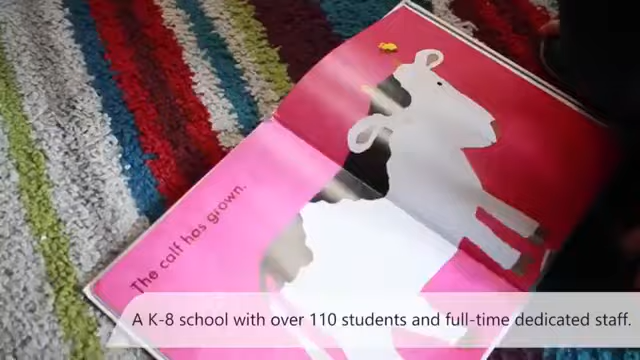 The calf has grown.
A K-8 school with over 110 students and full-time dedicated staff.